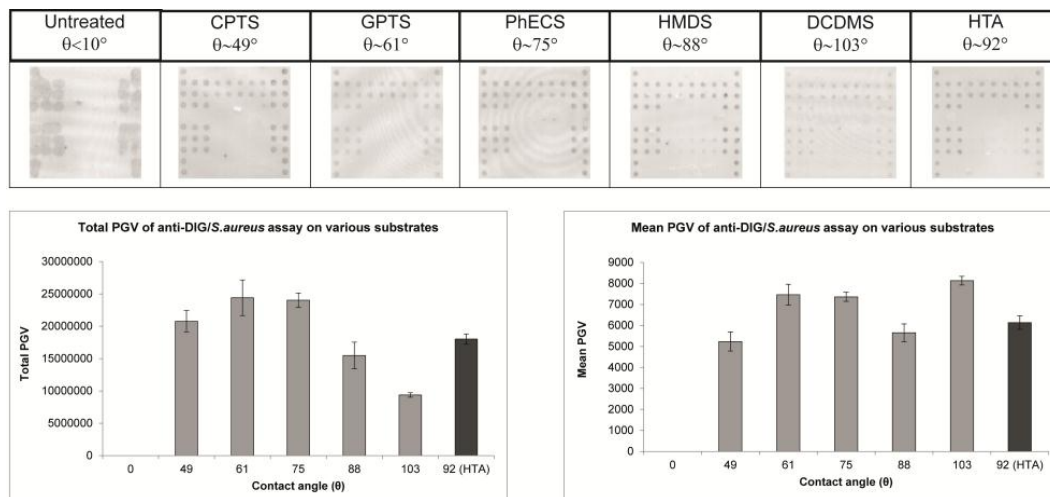 Untreated CPTS GPTS PhECS HMDS DCDMS HTA
θ<10° θ~49° θ~61° θ~75° θ~88° θ~103° θ~92°
Total PGV of anti-DIG/S.aureus assay on various substrates
30000000
25000000
20000000
15000000
10000000
5000000
0
Total PGV
0 49 61 75 88 103 92 (HTA)
Contact angle (θ)
Mean PGV of anti-DIG/S.aureus assay on various substrates
9000
8000
7000
6000
5000
4000
3000
2000
1000
0
Mean PGV
0 49 61 75 88 103 92 (HTA)
Contact angle (θ)